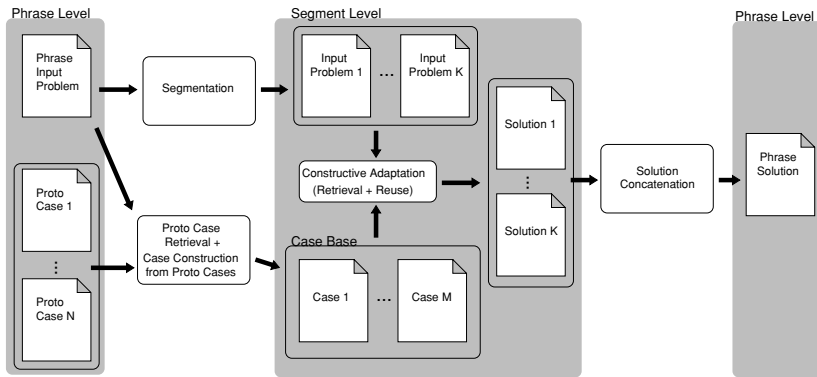 Phrase Level
Segment Level
Phrase Level
Phrase
Input
Problem
Segmentation
Input
Problem 1
...
Input
Problem K
Solution 1
...
Solution K
Constructive Adaptation
(Retrieval + Reuse)
Solution
Concatenation
Phrase
Solution
Proto
Case 1
...
Proto
Case N
Proto Case
Retrieval +
Case Construction
from Proto Cases
Case Base
Case 1
...
Case M